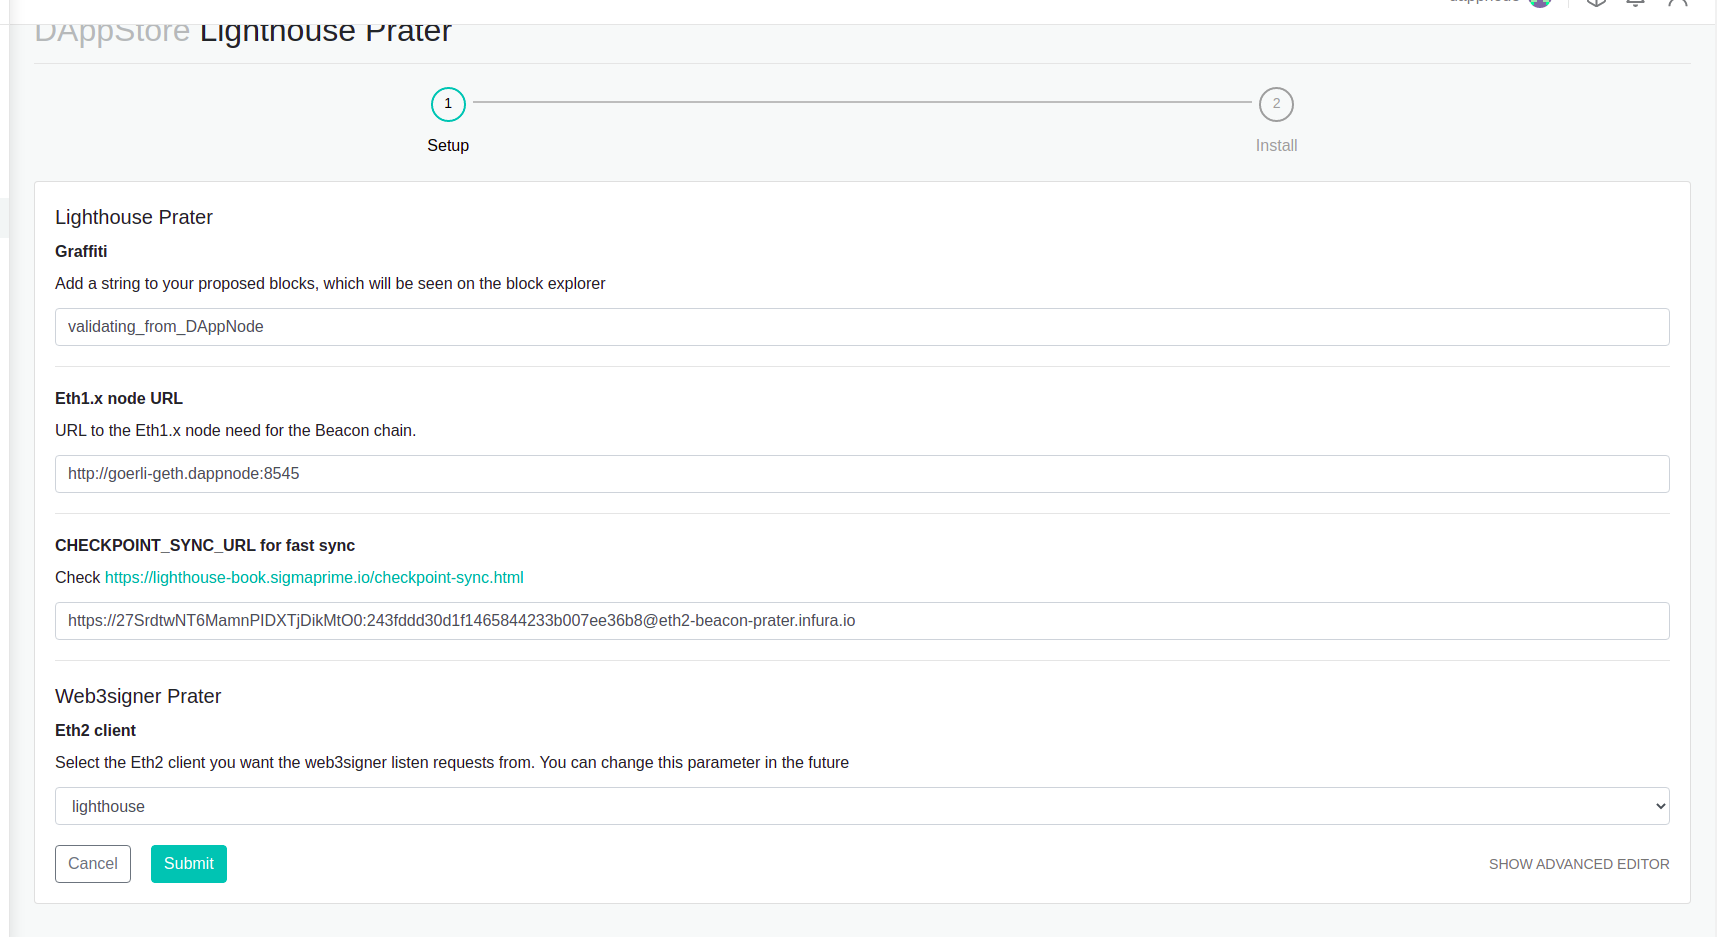 DAppStore Lighthouse Prater
1
2
Setup
Install
Lighthouse Prater
Graffiti
Add a string to your proposed blocks, which will be seen on the block explorer
validating_from_DAppNode
Eth1.x node URL
URL to the Eth1.x node need for the Beacon chain.
http://goerli-geth.dappnode:8545
CHECKPOINT_SYNC_URL for fast sync
Check https://lighthouse-book.sigmaprime.io/checkpoint-sync.html
https://27SrdtwNT6MamnPIDXTjDikMtO0:243fddd30d1f1465844233b007ee36b8@eth2-beacon-prater.infura.io
Web3signer Prater
Eth2 client
Select the Eth2 client you want the web3signer listen requests from. You can change this parameter in the future
lighthouse
Cancel
Submit
SHOW ADVANCED EDITOR